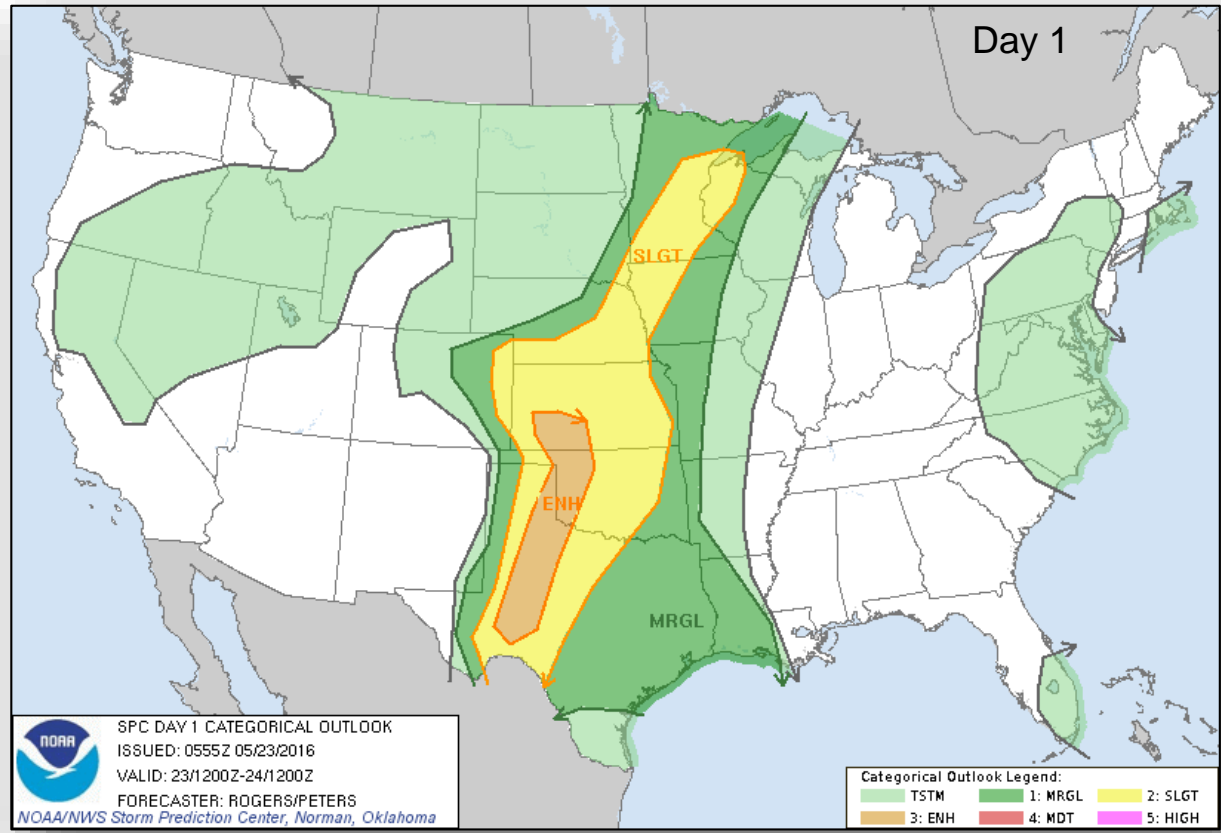 Day 1
SLGT
ENH
MRGL
NOAA
SPC DAY 1 CATEGORICAL OUTLOOK
ISSUED: 0555Z 05/23/2016
VALID: 23/1200Z-24/1200Z
FORECASTER: ROGERS/PETERS
NOAA/NWS Storm Prediction Center, Norman, Oklahoma
Categorical Outlook Legend:
TSTM 1: MRGL 2: SLGT
3: ENH 4: MDT 5: HIGH